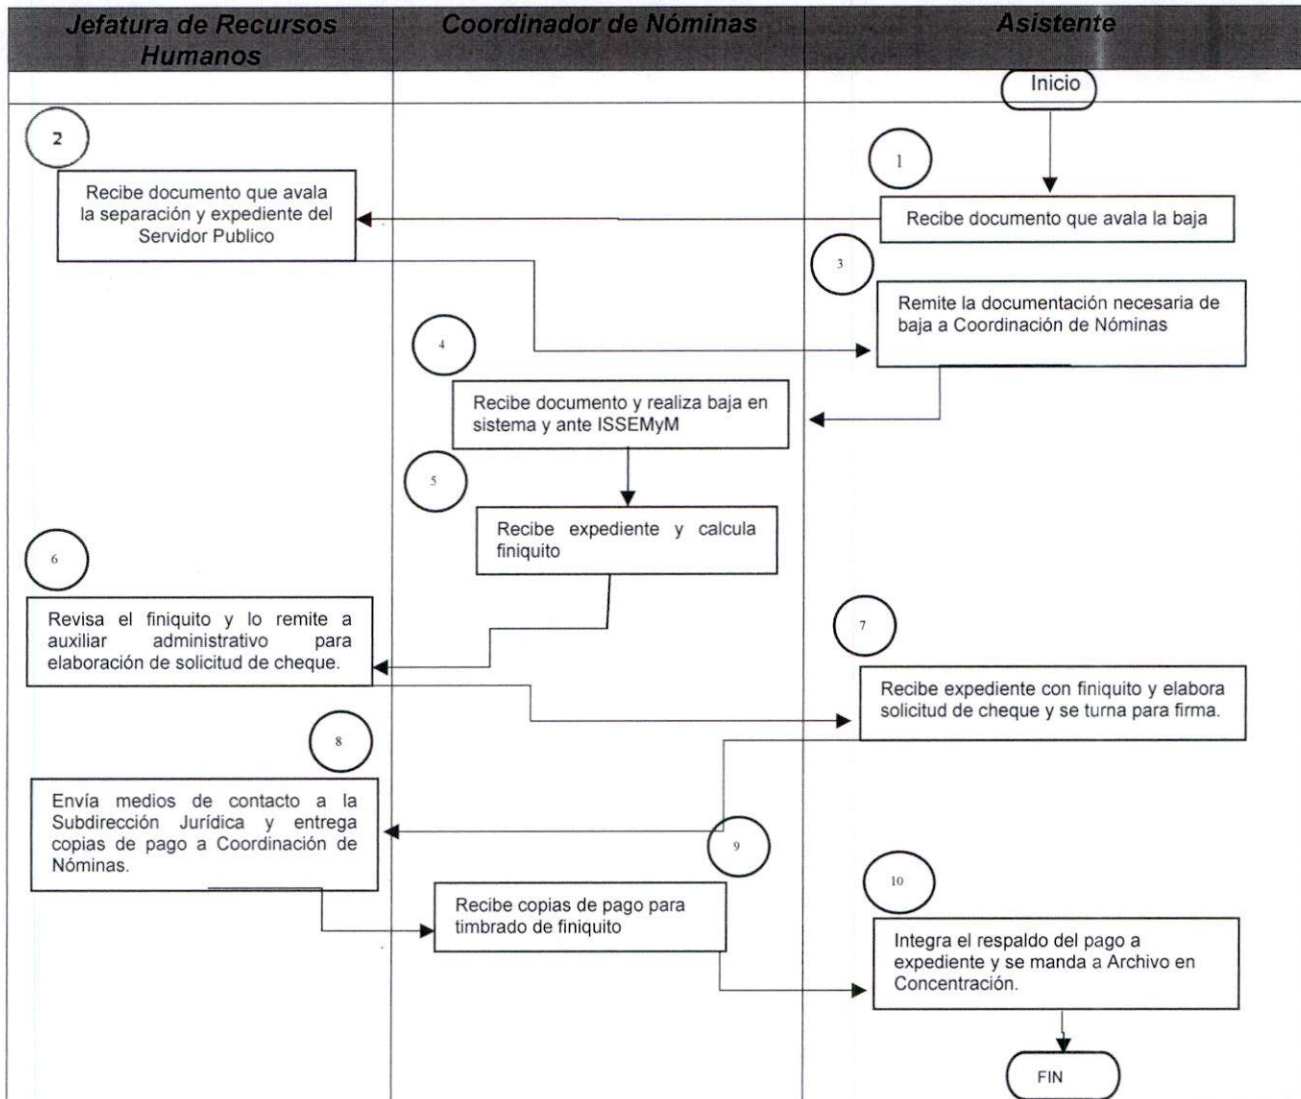 Jefatura de Recursos
Humanos
Coordinador de Nóminas
Asistente
Inicio
1
Recibe documento que avala la baja
2
Recibe documento que avala
la separación y expediente del
Servidor Publico
3
Remite la documentación necesaria de
baja a Coordinación de Nóminas
4
Recibe documento y realiza baja en
sistema y ante ISSEMyM
5
Recibe expediente y calcula
finiquito
6
Revisa el finiquito y lo remite a
auxiliar administrativo para
elaboración de solicitud de cheque.
7
Recibe expediente con finiquito y elabora
solicitud de cheque y se turna para firma.
8
Envía medios de contacto a la
Subdirección Jurídica y entrega
copias de pago a Coordinación de
Nóminas.
9
Recibe copias de pago para
timbrado de finiquito
10
Integra el respaldo del pago a
expediente y se manda a Archivo en
Concentración.
FIN